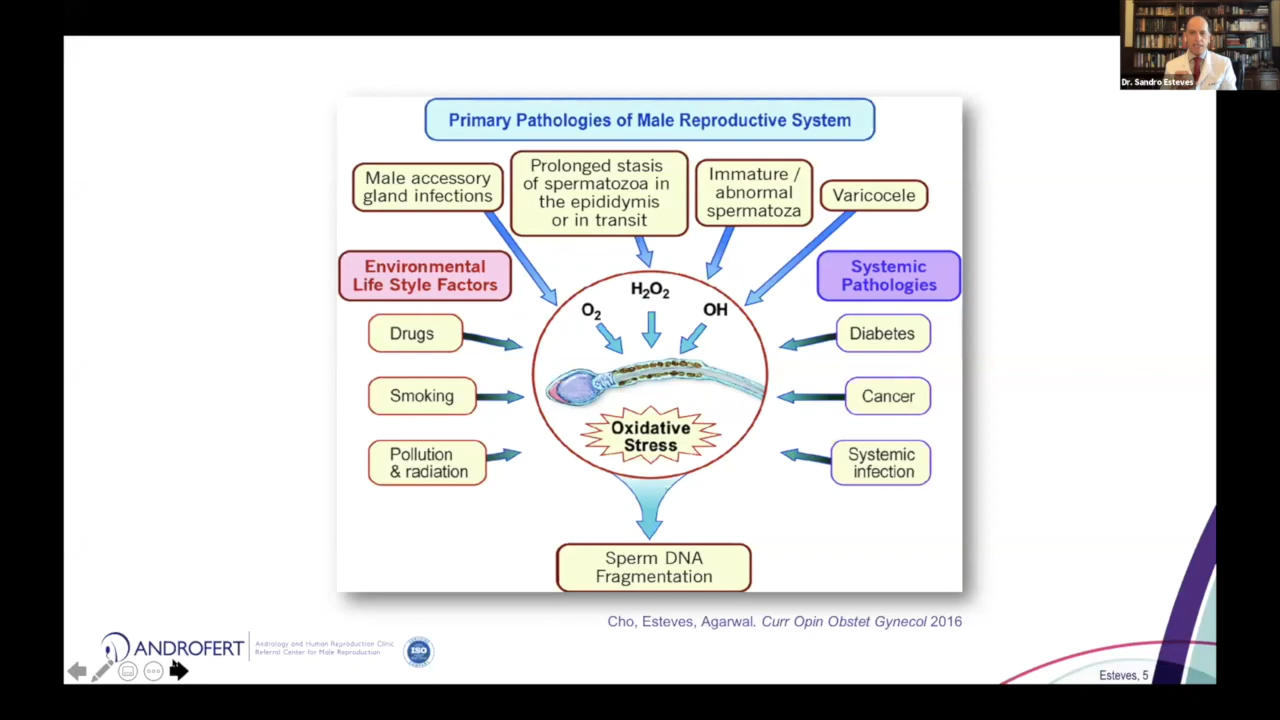 Dr. Sandro Esteves
Primary Pathologies of Male Reproductive System
Male accessory
gland infections
Prolonged stasis
of spermatozoa in
the epididymis
or in transit
Immature /
abnormal
spermatoza
Varicocele
Environmental
Life Style Factors
Systemic
Pathologies
O2
H2O2
OH
Drugs
Smoking
Pollution
& radiation
Diabetes
Cancer
Systemic
infection
Oxidative
Stress
Sperm DNA
Fragmentation
Cho, Esteves, Agarwal. Curr Opin Obstet Gynecol 2016
ANDROFERT
Andrology and Human Reproduction Clinic
Referral Center for Male Reproduction
ISO
Esteves, 5